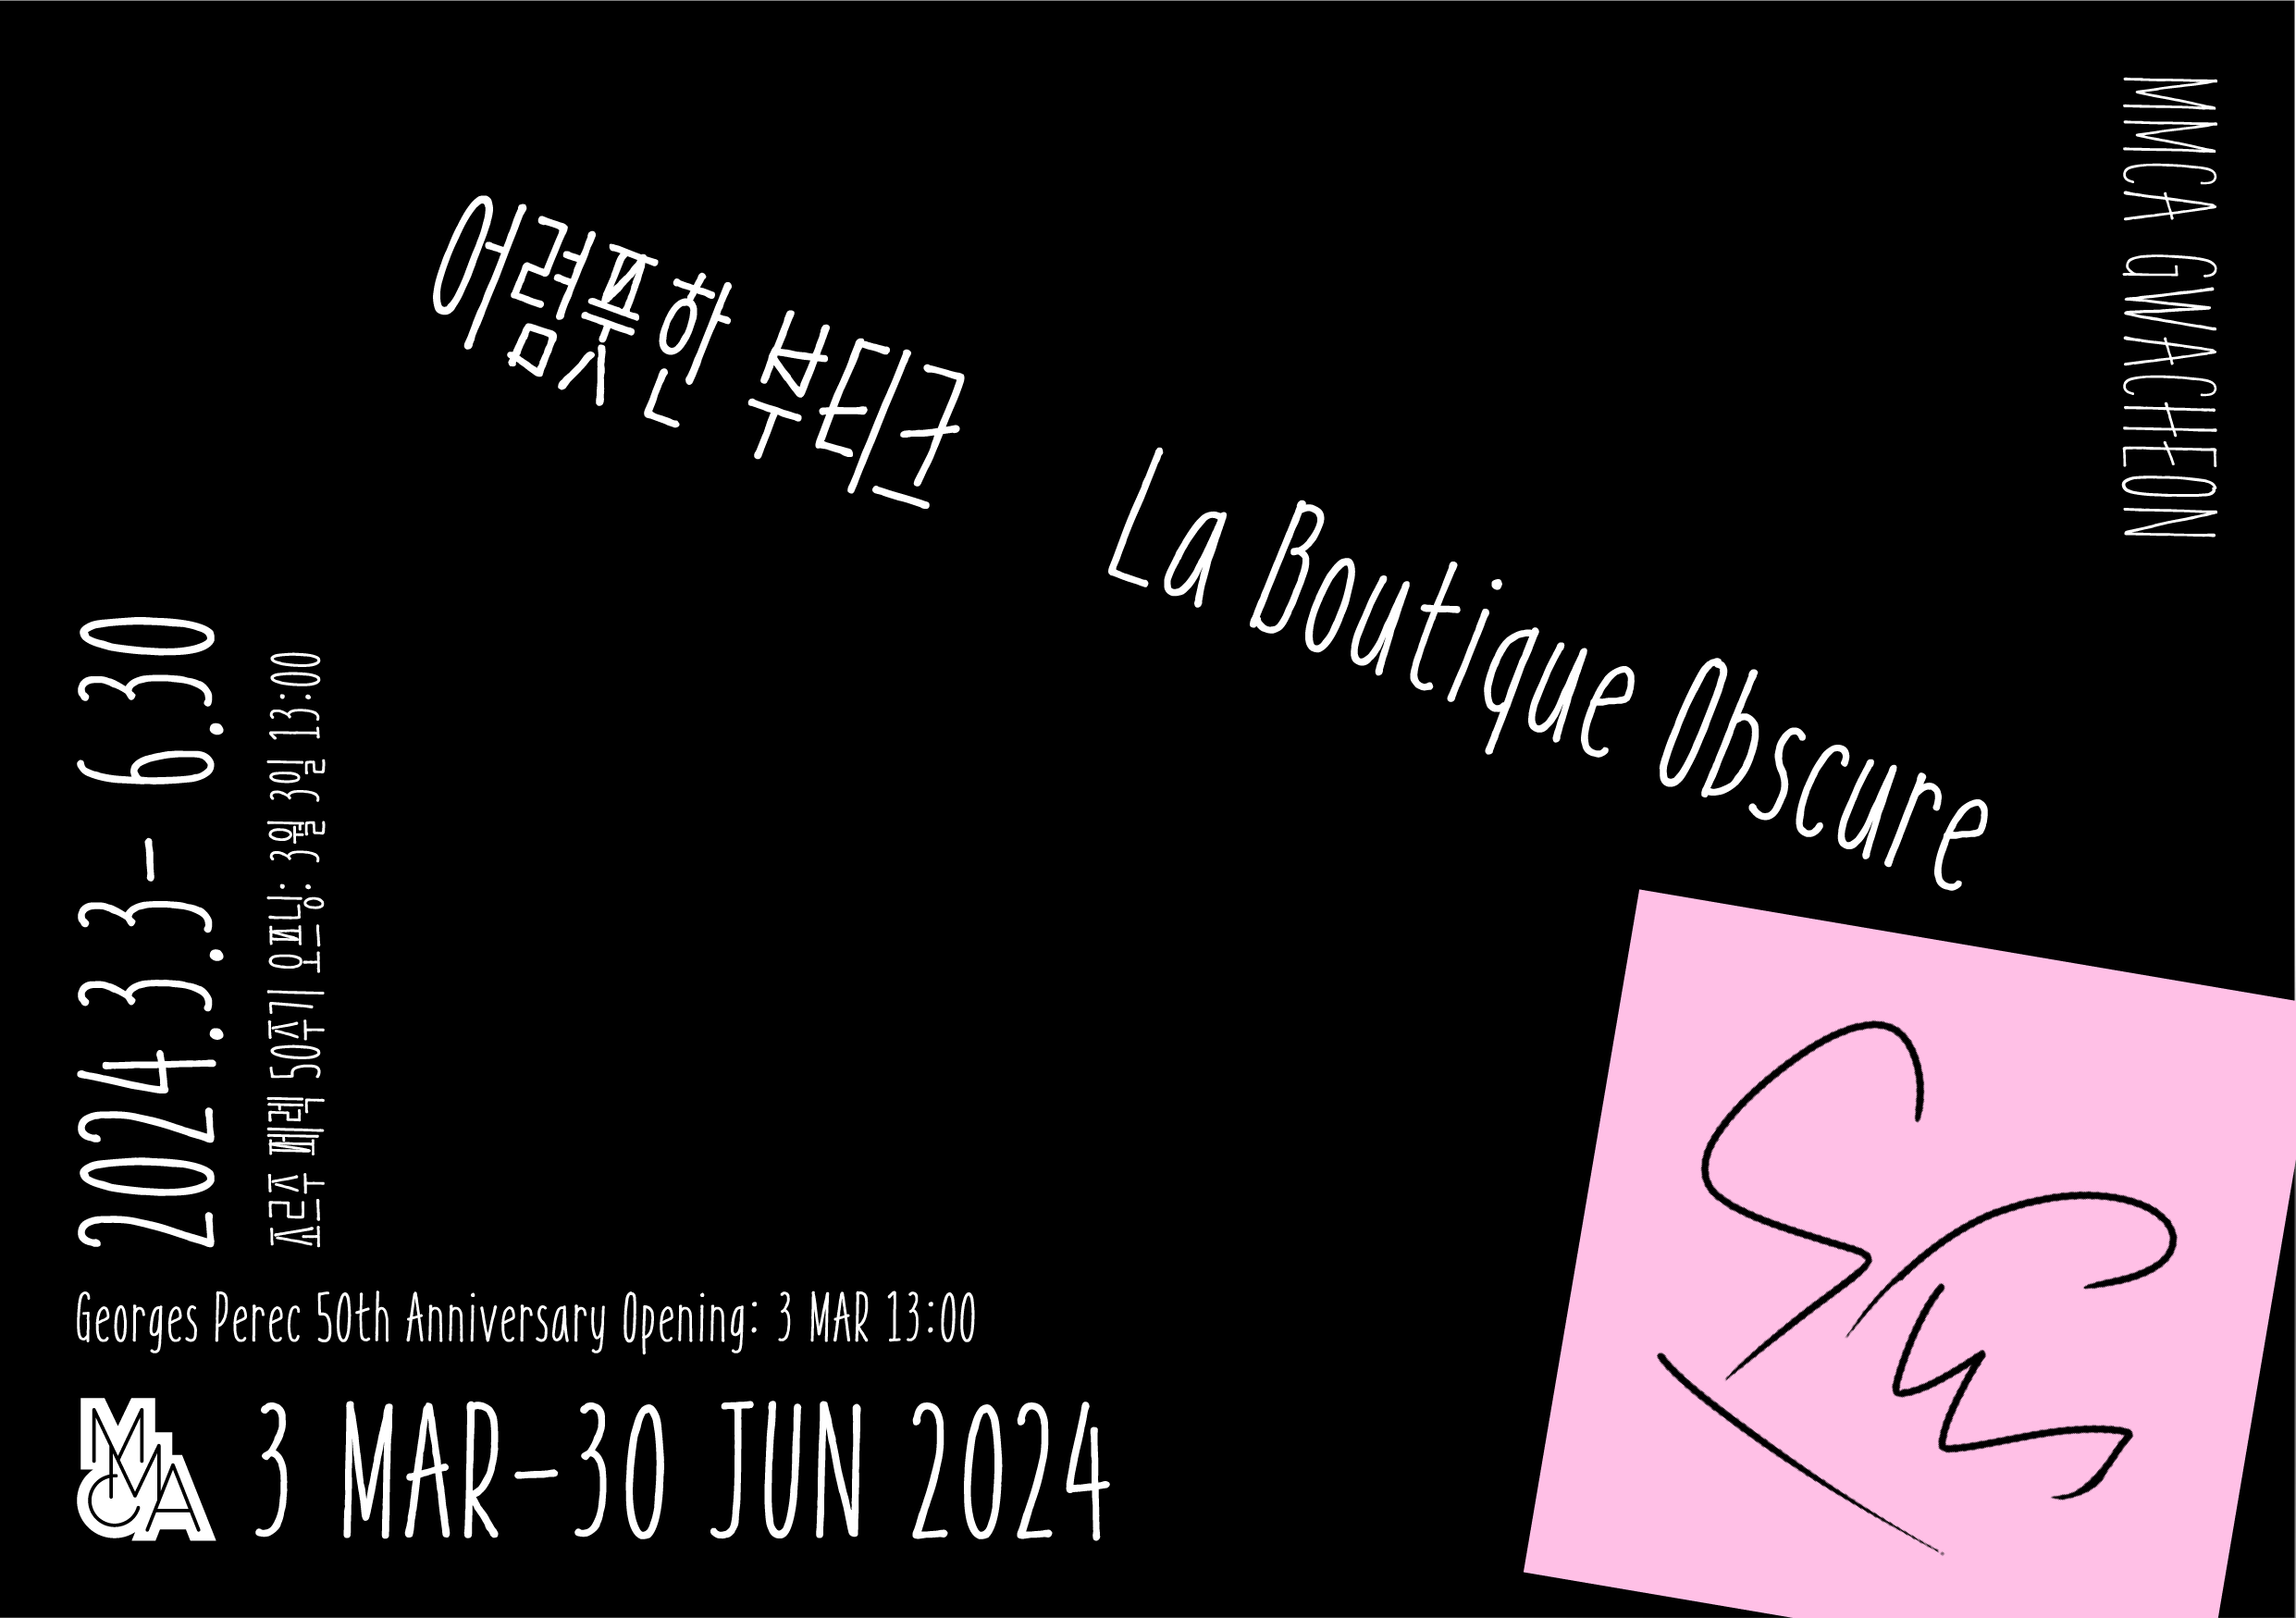 어렴풋한 부티크
La Boutique Obscure
MMCA GWACHEON
2024.3.3 - 6.30
조르주 페렉 50주기 오프닝: 3월 3일 13:00
Georges Perec 50th Anniversary Opening: 3 MAR 13:00
MMCA
3 MAR-30 JUN 2024